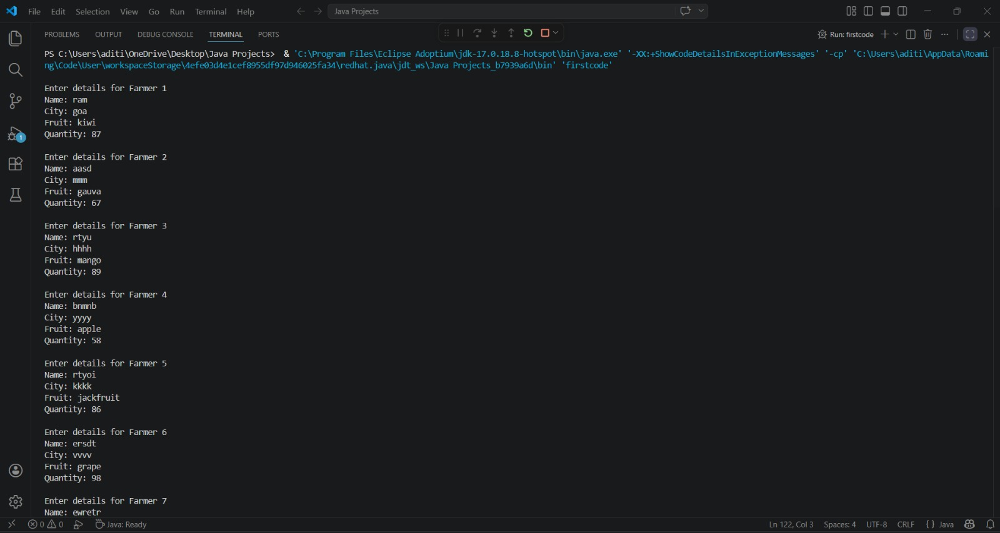 File Edit Selection View Go Run Terminal Help
Java Projects
PROBLEMS OUTPUT DEBUG CONSOLE TERMINAL PORTS
Run: firstcode
PS C:\Users\aditi\OneDrive\Desktop\Java Projects>  & 'C:\Program Files\Eclipse Adoptium\jdk-17.0.18.8-hotspot\bin\java.exe' '-XX:+ShowCodeDetailsInExceptionMessages' '-cp' 'C:\Users\aditi\AppData\Roami
ng\Code\User\workspaceStorage\4efe03d4e1cef8955df97d946025fa34\redhat.java\jdt_ws\Java Projects_b7939a6d\bin' 'firstcode'
Enter details for Farmer 1
Name: ram
City: goa
Fruit: kiwi
Quantity: 87
Enter details for Farmer 2
Name: aasd
City: mmm
Fruit: gauva
Quantity: 67
Enter details for Farmer 3
Name: rtyu
City: hhhh
Fruit: mango
Quantity: 89
Enter details for Farmer 4
Name: bnmnb
City: yyyy
Fruit: apple
Quantity: 58
Enter details for Farmer 5
Name: rtyoi
City: kkkk
Fruit: jackfruit
Quantity: 86
Enter details for Farmer 6
Name: ersdt
City: vvvv
Fruit: grape
Quantity: 98
Enter details for Farmer 7
Name: ewretr
1
0 0 Java: Ready Ln 122, Col 3 Spaces: 4 UTF-8 CRLF { } Java